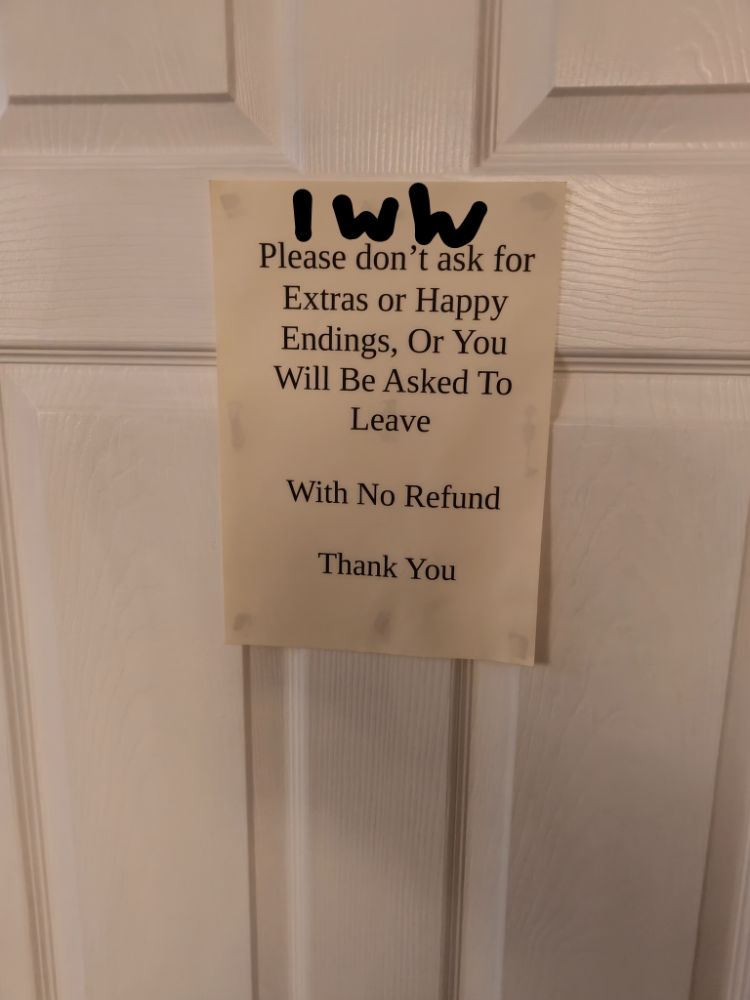 I WW
Please don’t ask for
Extras or Happy
Endings, Or You
Will Be Asked To
Leave
With No Refund
Thank You